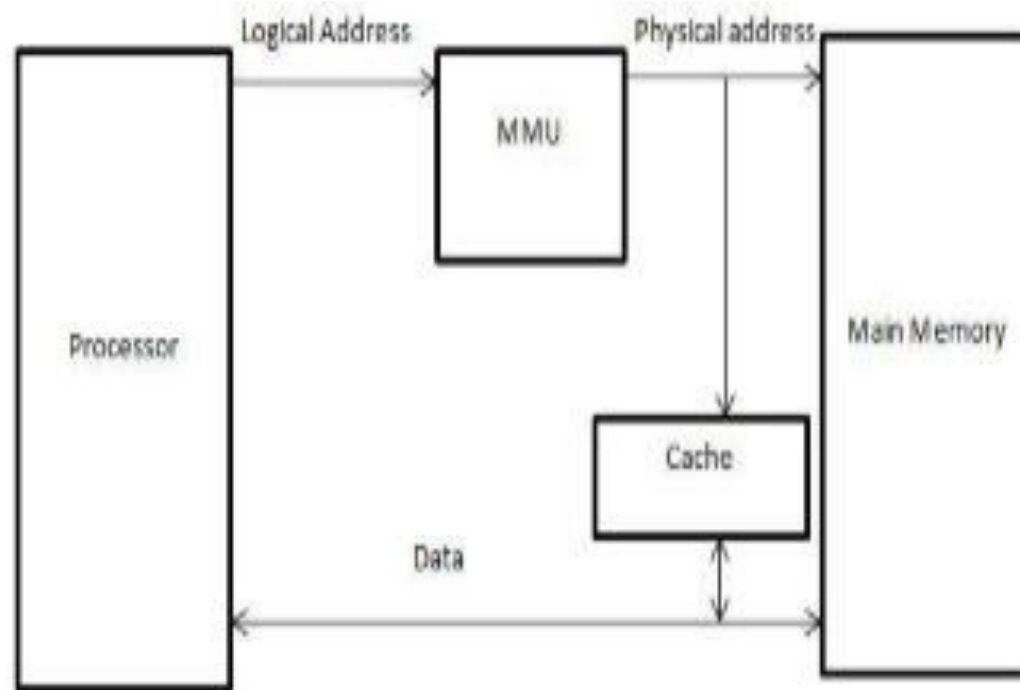 Logical Address
Physical address
MMU
Processor
Main Memory
Cache
Data